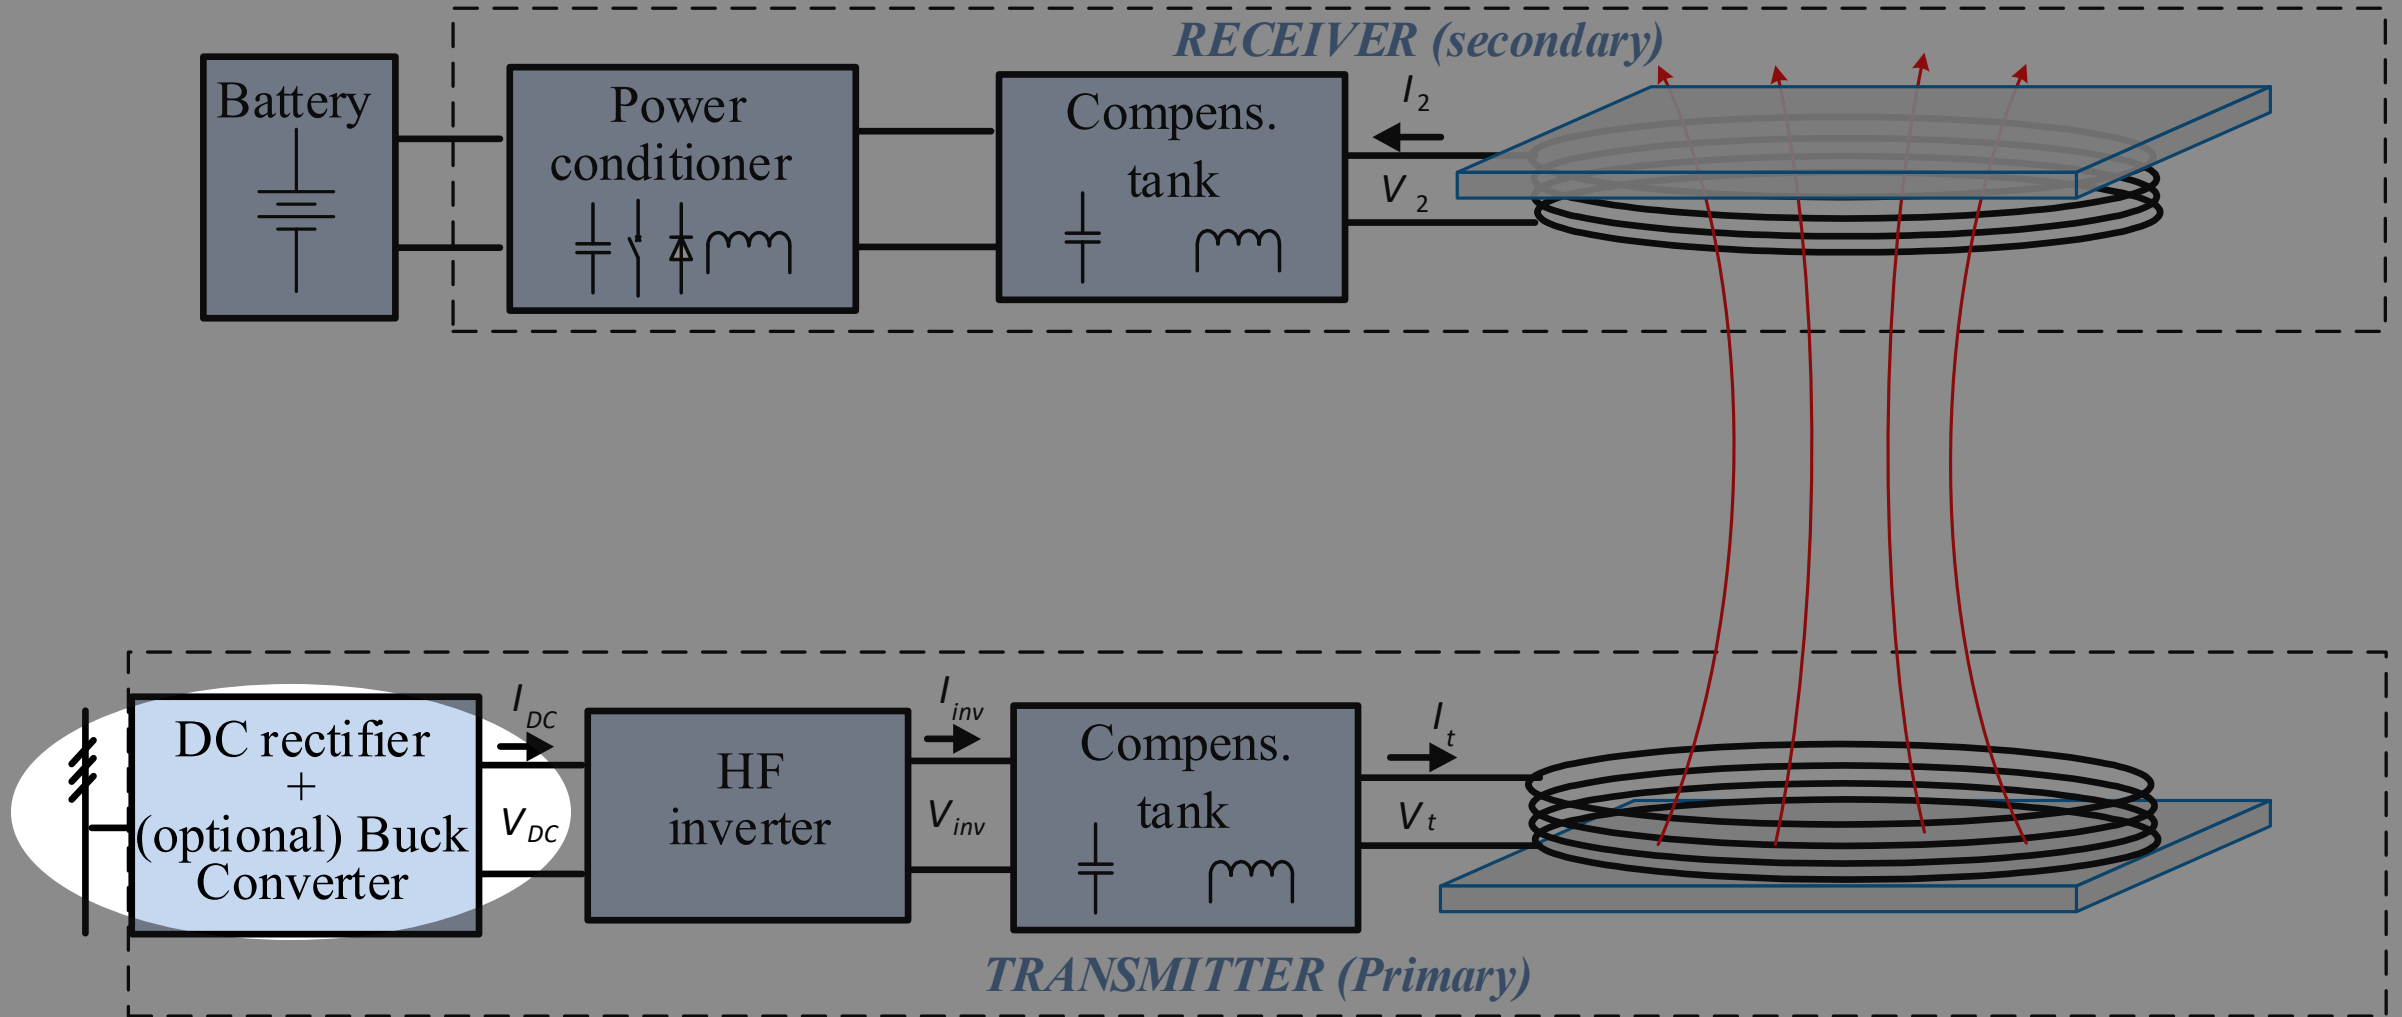 RECEIVER (secondary)
Battery
Power
conditioner
Compens.
tank
I2
V2
DC rectifier
+
(optional) Buck
Converter
IDC
VDC
HF
inverter
Iinv
Vinv
Compens.
tank
It
Vt
TRANSMITTER (Primary)